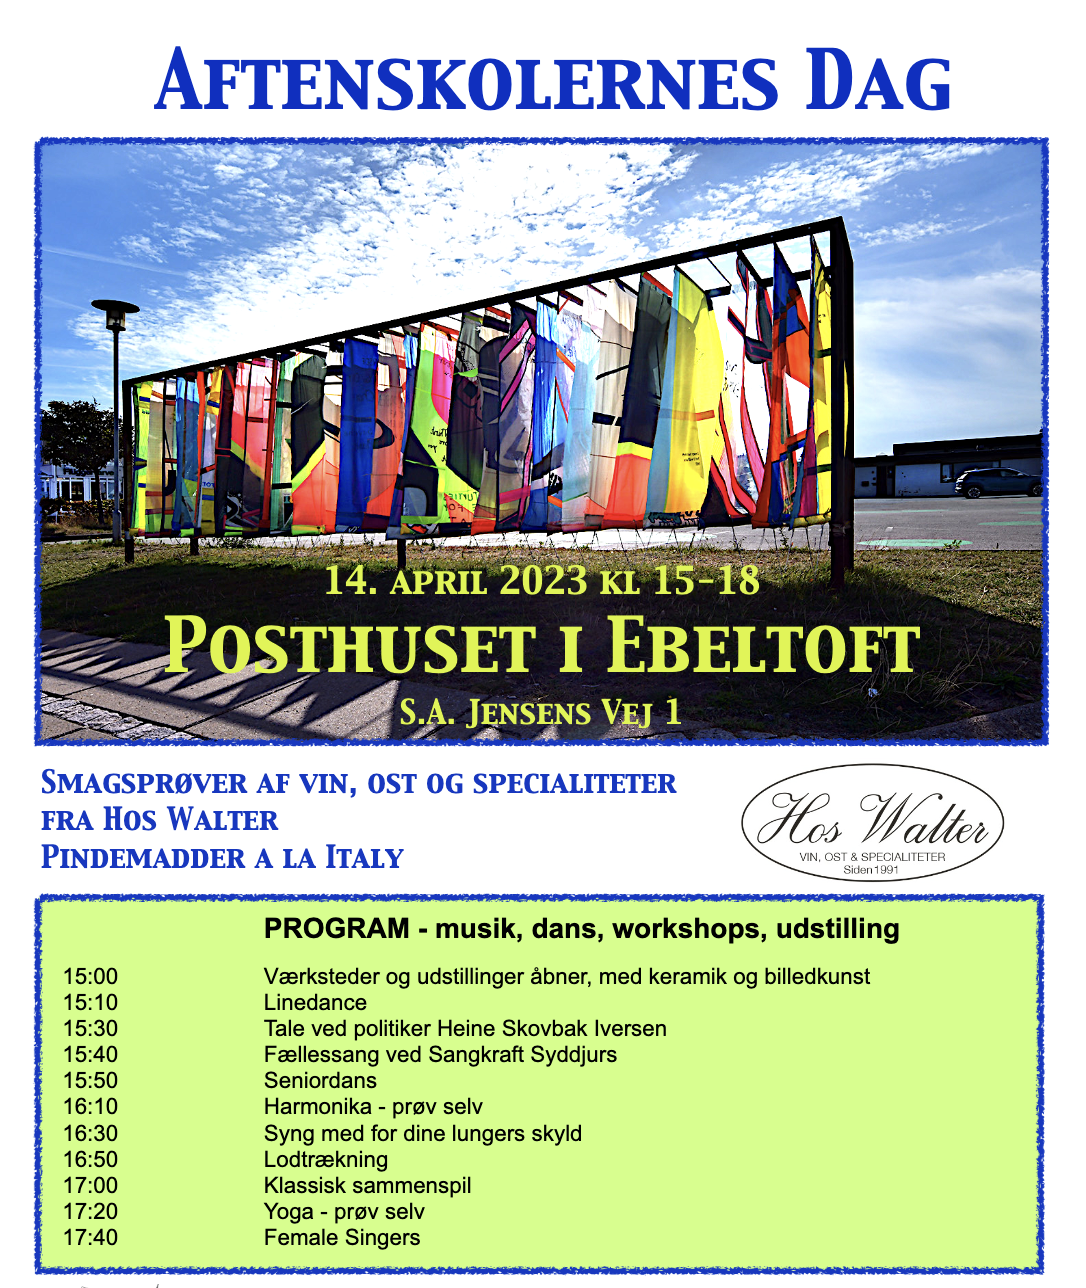 Aftenskolernes Dag
14. april 2023 kl 15-18
Posthuset i Ebeltoft
S.A. Jensens Vej 1
Smagsprøver af vin, ost og specialiteter
fra Hos Walter
Pindemadder a la Italy
Hos Walter
VIN, OST & SPECIALITETER
Siden 1991
PROGRAM - musik, dans, workshops, udstilling
15:00 Værksteder og udstillinger åbner, med keramik og billedkunst
15:10 Linedance
15:30 Tale ved politiker Heine Skovbak Iversen
15:40 Fællessang ved Sangkraft Syddjurs
15:50 Seniordans
16:10 Harmonika - prøv selv
16:30 Syng med for dine lungers skyld
16:50 Lodtrækning
17:00 Klassisk sammenspil
17:20 Yoga - prøv selv
17:40 Female Singers